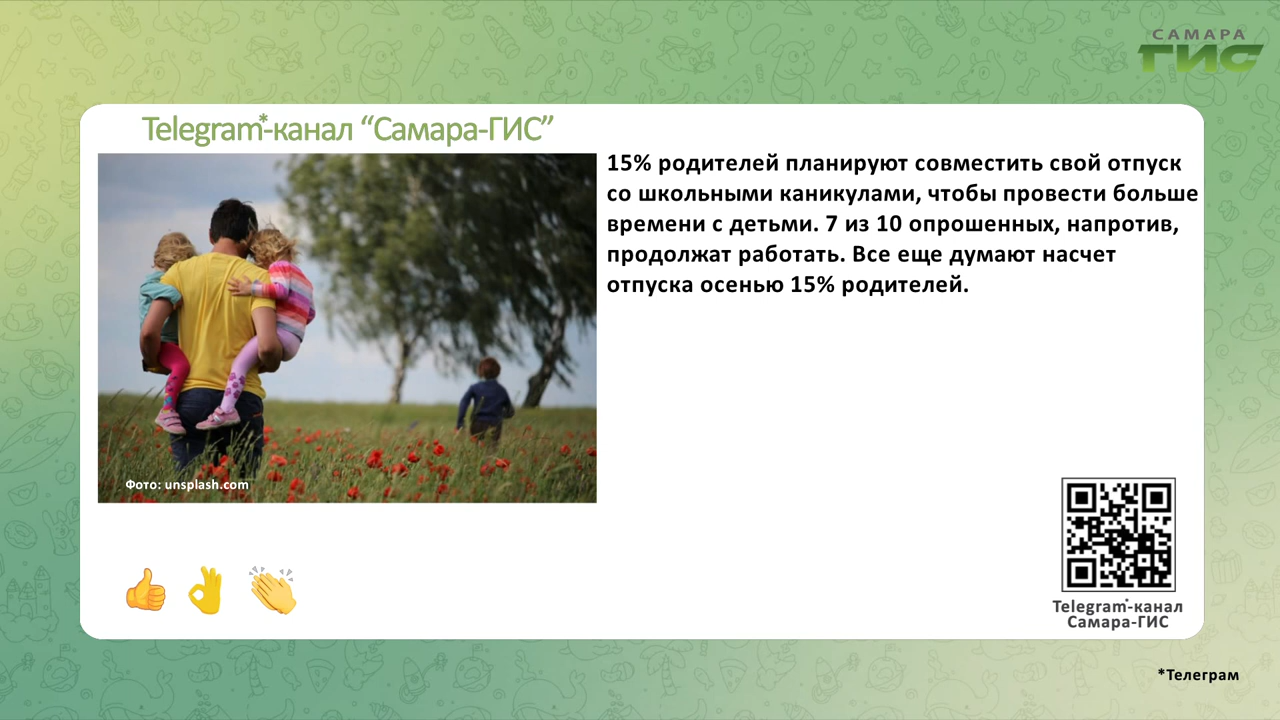 САМАРА
ГИС
Telegram*-канал “Самара-ГИС”
15% родителей планируют совместить свой отпуск
со школьными каникулами, чтобы провести больше
времени с детьми. 7 из 10 опрошенных, напротив,
продолжат работать. Все еще думают насчет
отпуска осенью 15% родителей.
Фото: unsplash.com
Telegram*-канал
Самара-ГИС
*Телеграм